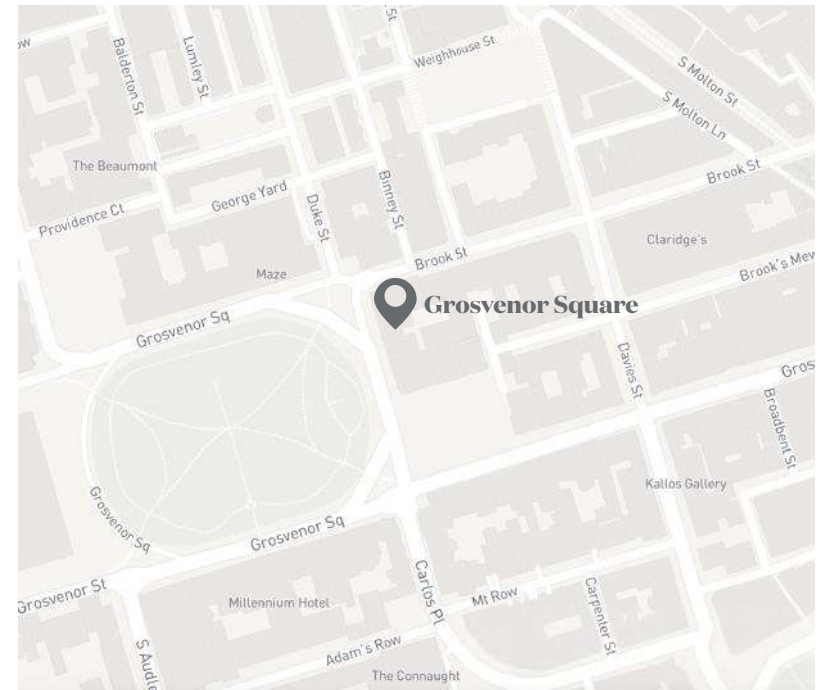 ow
St
Balderton St
Lumley St
Weighhouse St
S Molton St
S Molton Ln
The Beaumont
Brook St
George Yard
Binney St
Providence Ct
Duke St
Claridge's
Brook St
Maze
Brook's Mew
Grosvenor Square
Grosvenor Sq
Davies St
Gros
Broadbent St
Kallos Gallery
Grosvenor Sq
Grosvenor Sq
Grosvenor St
Carlos Pl
Mt Row
Carpenter St
Millennium Hotel
S Audle
Adam's Row
The Connaught